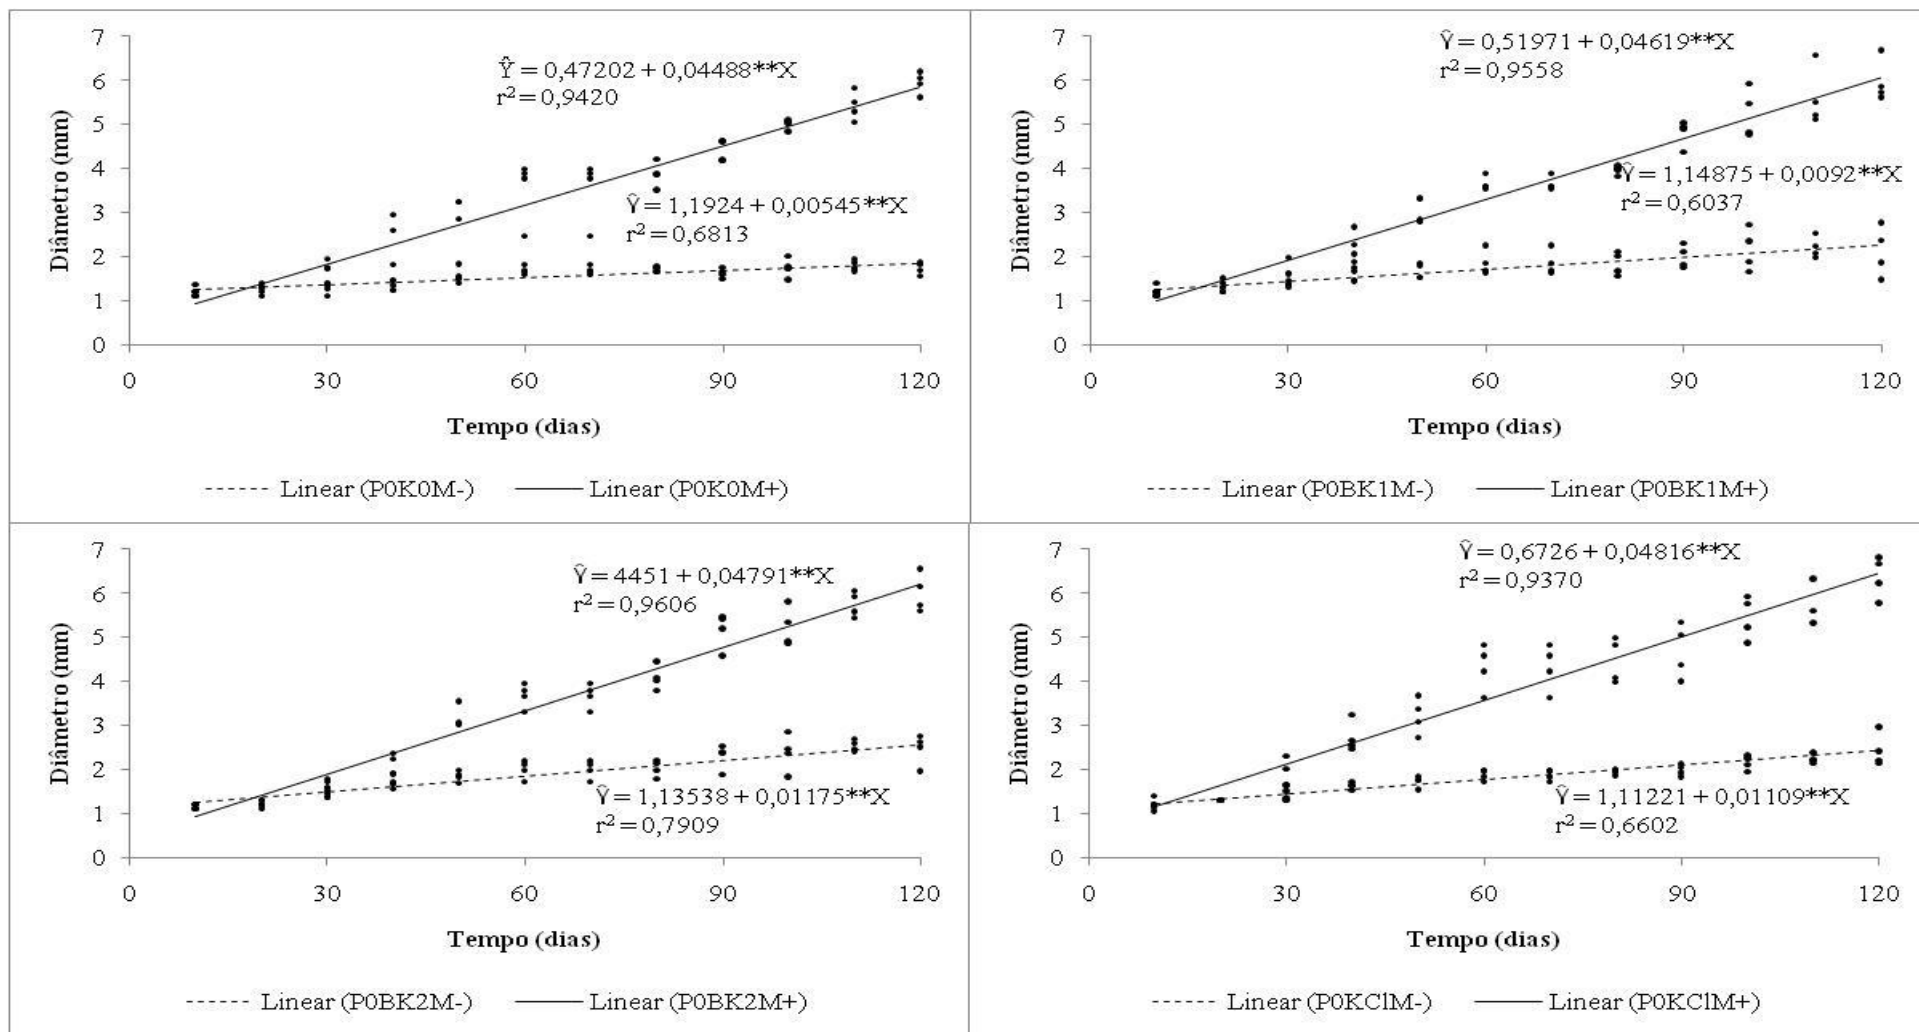 7
6
5
4
3
2
1
0
Diâmetro (mm)
Ŷ = 0,47202 + 0,04488**X
r² = 0,9420
Ŷ = 1,1924 + 0,00545**X
r² = 0,6813
0 30 60 90 120
Tempo (dias)
Linear (P0K0M-) Linear (P0K0M+)
7
6
5
4
3
2
1
0
Diâmetro (mm)
Ŷ = 0,51971 + 0,04619**X
r² = 0,9558
Ŷ = 1,14875 + 0,0092**X
r² = 0,6037
0 30 60 90 120
Tempo (dias)
Linear (P0BK1M-) Linear (P0BK1M+)
7
6
5
4
3
2
1
0
Diâmetro (mm)
Ŷ = 4451 + 0,04791**X
r² = 0,9606
Ŷ = 1,13538 + 0,01175**X
r² = 0,7909
0 30 60 90 120
Tempo (dias)
Linear (P0BK2M-) Linear (P0BK2M+)
7
6
5
4
3
2
1
0
Diâmetro (mm)
Ŷ = 0,6726 + 0,04816**X
r² = 0,9370
Ŷ = 1,11221 + 0,01109**X
r² = 0,6602
0 30 60 90 120
Tempo (dias)
Linear (P0KClM-) Linear (P0KClM+)